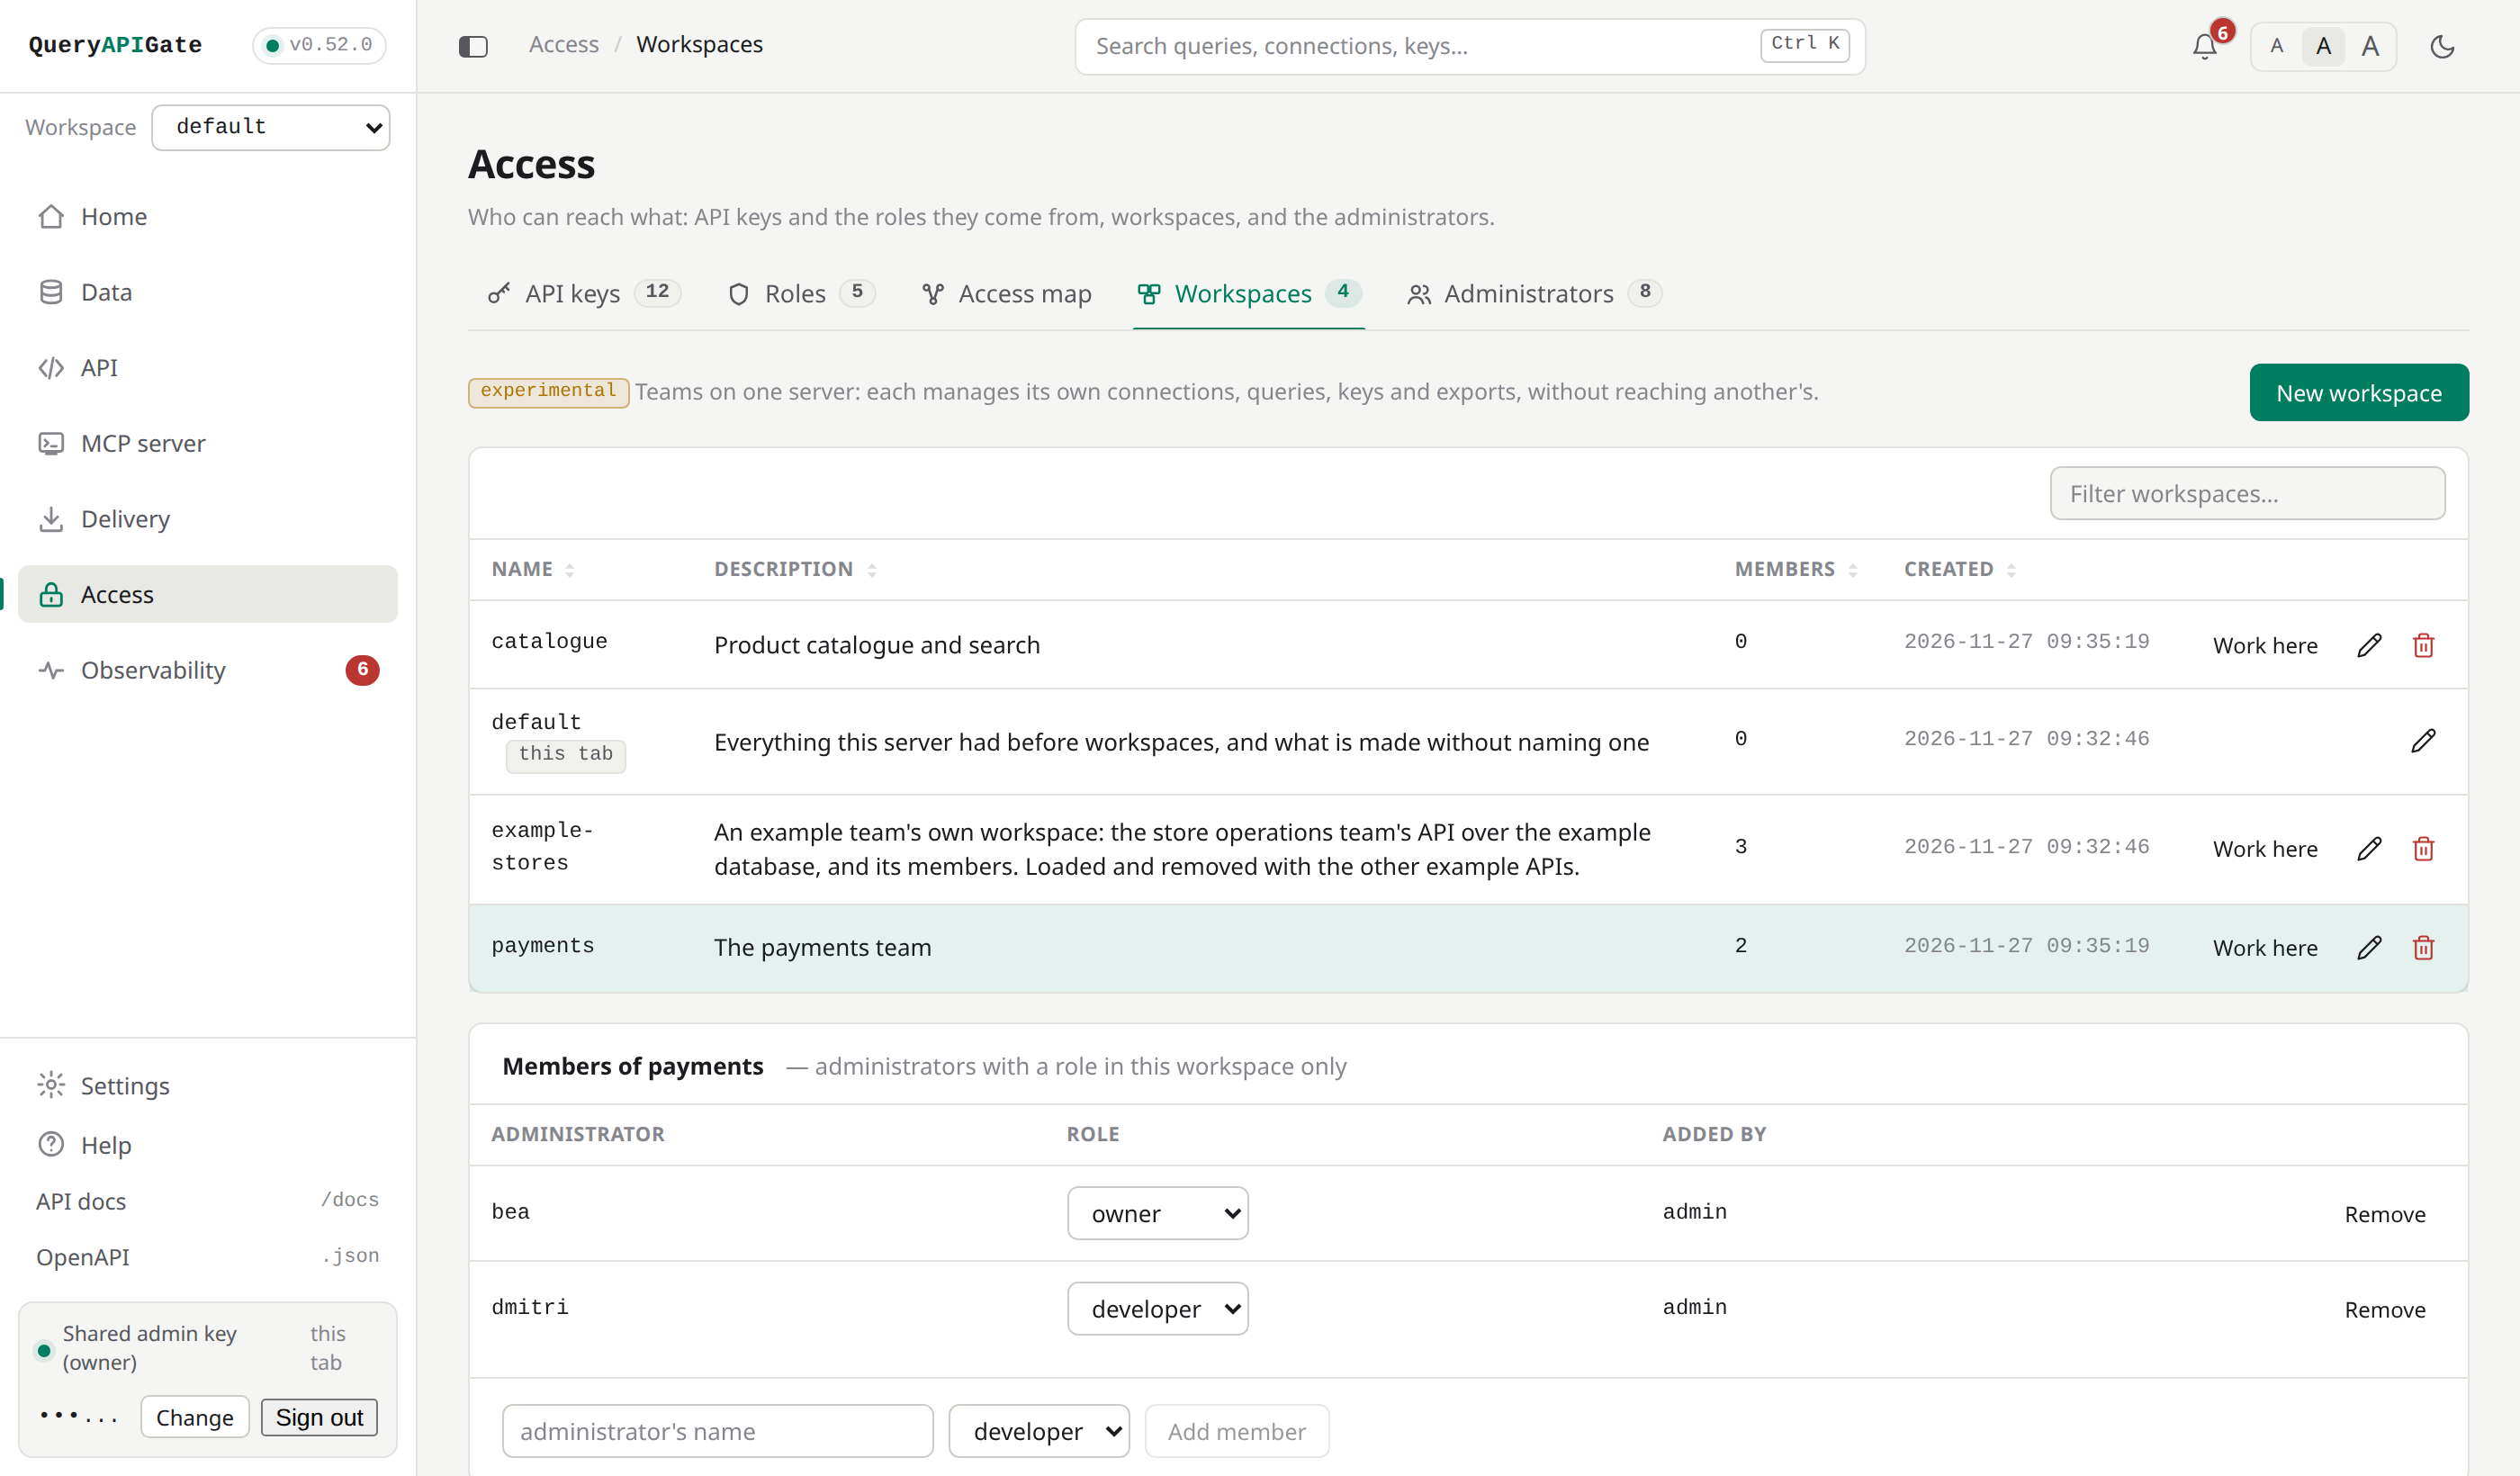 QueryAPIGate v0.52.0
Access / Workspaces
Search queries, connections, keys... Ctrl K
6
A A A
Workspace default
Home
Data
API
MCP server
Delivery
Access
Observability 6
Settings
Help
API docs /docs
OpenAPI .json
Shared admin key (owner) this tab
•••... Change Sign out
Access
Who can reach what: API keys and the roles they come from, workspaces, and the administrators.
API keys 12 Roles 5 Access map Workspaces 4 Administrators 8
experimental Teams on one server: each manages its own connections, queries, keys and exports, without reaching another's.
New workspace
Filter workspaces...
NAME DESCRIPTION MEMBERS CREATED
catalogue Product catalogue and search 0 2026-11-27 09:35:19 Work here
default this tab Everything this server had before workspaces, and what is made without naming one 0 2026-11-27 09:32:46
example-stores An example team's own workspace: the store operations team's API over the example
database, and its members. Loaded and removed with the other example APIs. 3 2026-11-27 09:32:46 Work here
payments The payments team 2 2026-11-27 09:35:19 Work here
Members of payments — administrators with a role in this workspace only
ADMINISTRATOR ROLE ADDED BY
bea owner admin Remove
dmitri developer admin Remove
administrator's name developer Add member